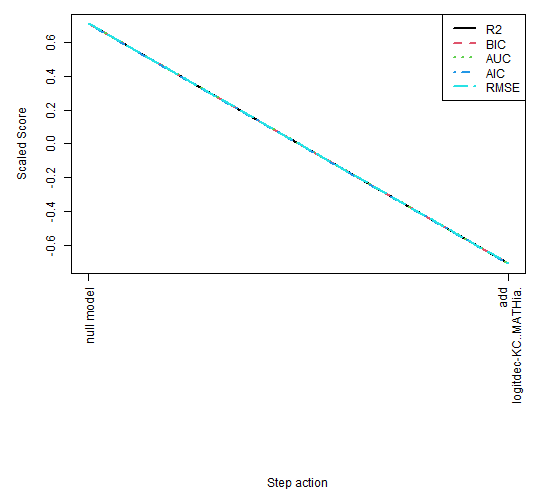 R2
BIC
AUC
AIC
RMSE
Scaled Score
0.6
0.4
0.2
0.0
-0.2
-0.4
-0.6
null model
add
logitdec-KC..MATHia.
Step action